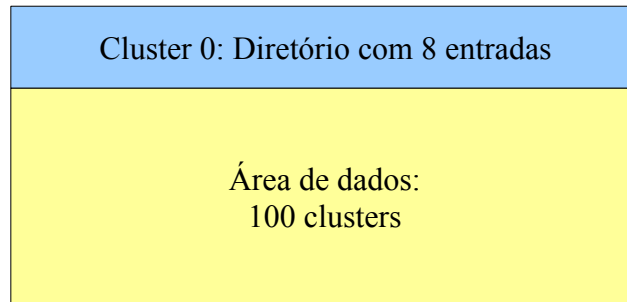 Cluster 0: Diretório com 8 entradas
Área de dados:
100 clusters